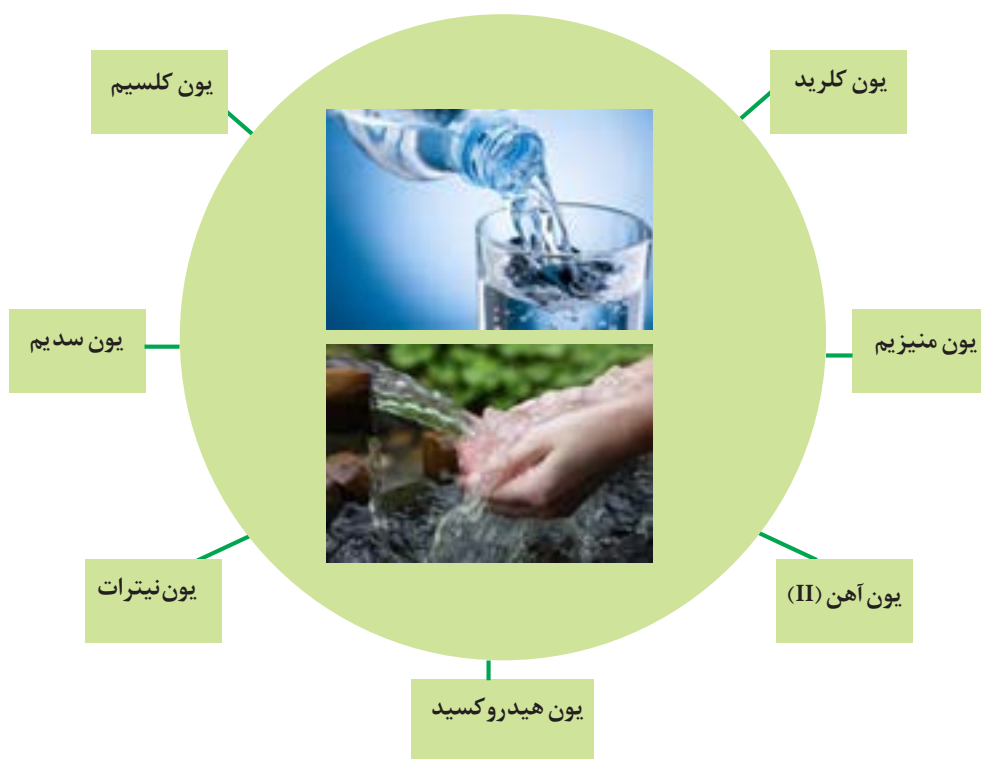 یون کلرید
یون کلسیم
یون منیزیم
یون سدیم
یون آهن (II)
یون نیترات
یون هیدروکسید